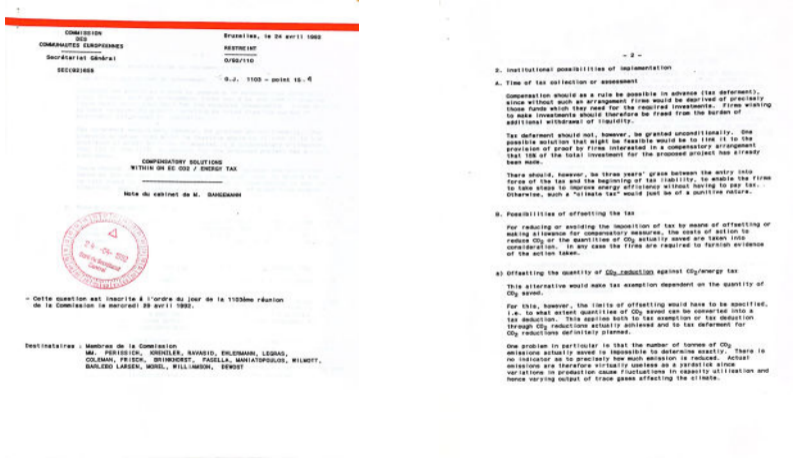 COMMISSION
DES
COMMUNAUTES EUROPEENNES
Secrétariat Général
SEC(92)
Bruxelles, le 24 avril 1992
RESTREINT
O/92/110
O.J. 1103 - point 15.
COMPENSATORY SOLUTIONS
WITHIN AN EC CO2 / ENERGY TAX
Note du cabinet de M. BANGEMANN
- Cette question est inscrite à l'ordre du jour de la 1103ème réunion
de la Commission le mercredi 29 avril 1992.
Destinataires : Membres de la Commission
MM. PERISSICH, KRENZLER, RAVASIO, EHLERMANN, LEGRAS,
COLEMAN, FRISCH, BRINKHORST, FASELLA, MANIATOPOULOS, WILMOTT,
BARLEBO LARSEN, MOREL, WILLIAMSON, DEWOST
- 2 -
2. Institutional possibilities of implementation
A. Time of tax collection or assessment
Compensation should as a rule be possible in advance (tax deferment),
since without such an arrangement firms would be deprived of precisely
those funds which they need for the required investments. Firms wishing
to make investments should therefore be freed from the burden of
additional withdrawal of liquidity.
Tax deferment should not, however, be granted unconditionally. One
possible solution that might be feasible would be to link it to the
provision of proof by firms interested in a compensatory arrangement
that 10% of the total investment for the proposed project has already
been made.
There should, however, be three years' grace between the entry into
force of the tax and the beginning of tax liability, to enable the firms
to take steps to improve energy efficiency without having to pay tax.
Otherwise, such a "climate tax" would just be of a punitive nature.
B. Possibilities of offsetting the tax
For reducing or avoiding the imposition of tax by means of offsetting or
making allowance for compensatory measures, the costs of action to
reduce CO2 or the quantities of CO2 actually saved are taken into
consideration. In any case the firms are required to furnish evidence
of the action taken.
a) Offsetting the quantity of CO2 reduction against CO2/energy tax
This alternative would make tax exemption dependent on the quantity of
CO2 saved.
For this, however, the limits of offsetting would have to be specified,
i.e. to what extent quantities of CO2 saved can be converted into a
tax deduction. This applies both to tax exemption or tax deduction
through CO2 reductions actually achieved and to tax deferment for
CO2 reductions definitely planned.
One problem in particular is that the number of tonnes of CO2
emissions actually saved is impossible to determine exactly. There is
no indicator as to precisely how much emission is reduced. Actual
emissions are therefore virtually useless as a yardstick since
variations in production cause fluctuations in capacity utilisation and
hence varying output of trace gases affecting the climate.